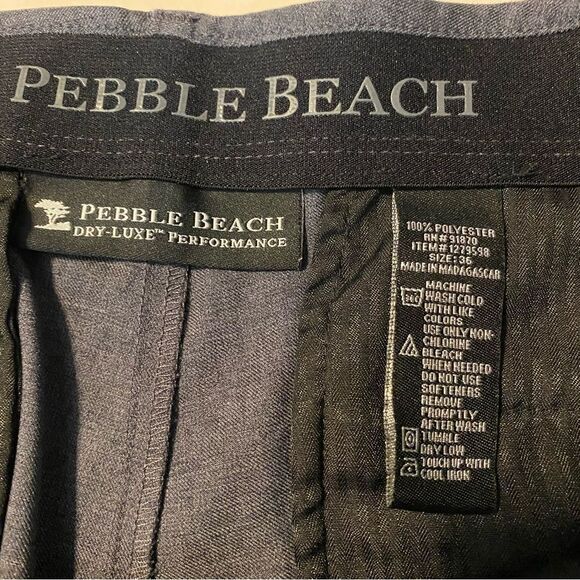 PEBBLE BEACH
PEBBLE BEACH
DRY-LUXE™ PERFORMANCE
100% POLYESTER
RN# 91870
ITEM# 1279598
SIZE: 36
MADE IN MADAGASCAR
MACHINE
WASH COLD
WITH LIKE
COLORS
USE ONLY NON-
CHLORINE
BLEACH
WHEN NEEDED
DO NOT USE
SOFTENERS
REMOVE
PROMPTLY
AFTER WASH
TUMBLE
DRY LOW
TOUCH UP WITH
COOL IRON